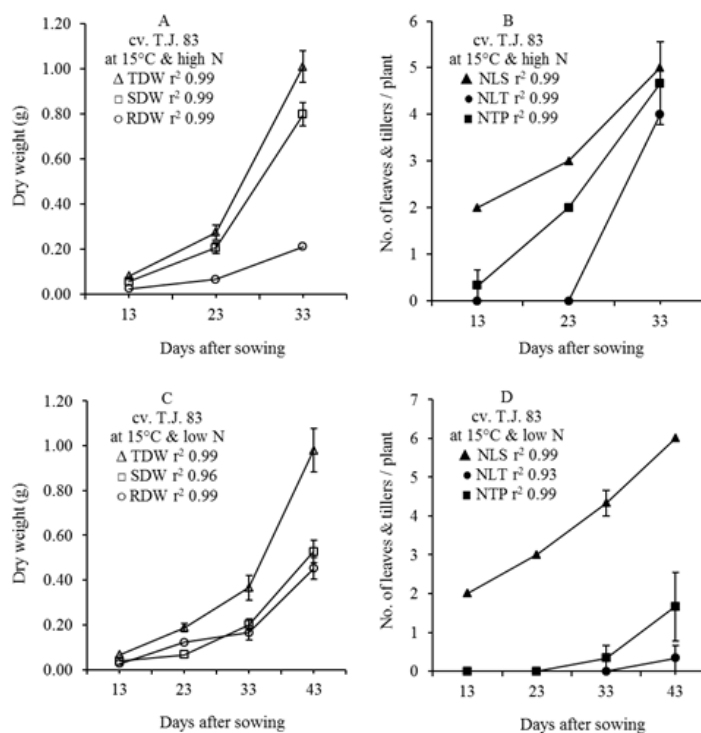 A
cv. T.J. 83
at 15°C & high N
TDW r² 0.99
SDW r² 0.99
RDW r² 0.99
1.20
1.00
0.80
0.60
0.40
0.20
0.00
Dry weight (g)
13 23 33
Days after sowing
B
cv. T.J. 83
at 15°C & high N
NLS r² 0.99
NLT r² 0.99
NTP r² 0.99
6
5
4
3
2
1
0
No. of leaves & tillers / plant
13 23 33
Days after sowing
C
cv. T.J. 83
at 15°C & low N
TDW r² 0.99
SDW r² 0.96
RDW r² 0.99
1.20
1.00
0.80
0.60
0.40
0.20
0.00
Dry weight (g)
13 23 33 43
Days after sowing
D
cv. T.J. 83
at 15°C & low N
NLS r² 0.99
NLT r² 0.93
NTP r² 0.99
7
6
5
4
3
2
1
0
No. of leaves & tillers / plant
13 23 33 43
Days after sowing